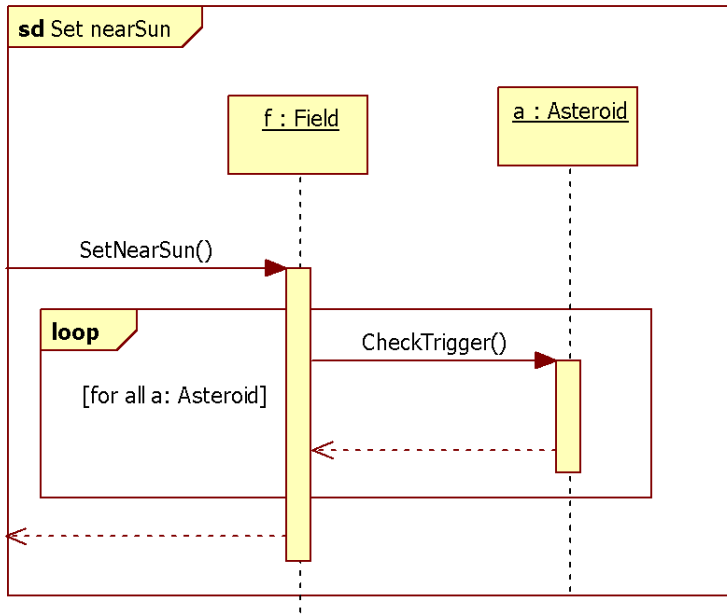 sd Set nearSun
f : Field
a : Asteroid
SetNearSun()
loop
CheckTrigger()
[for all a: Asteroid]